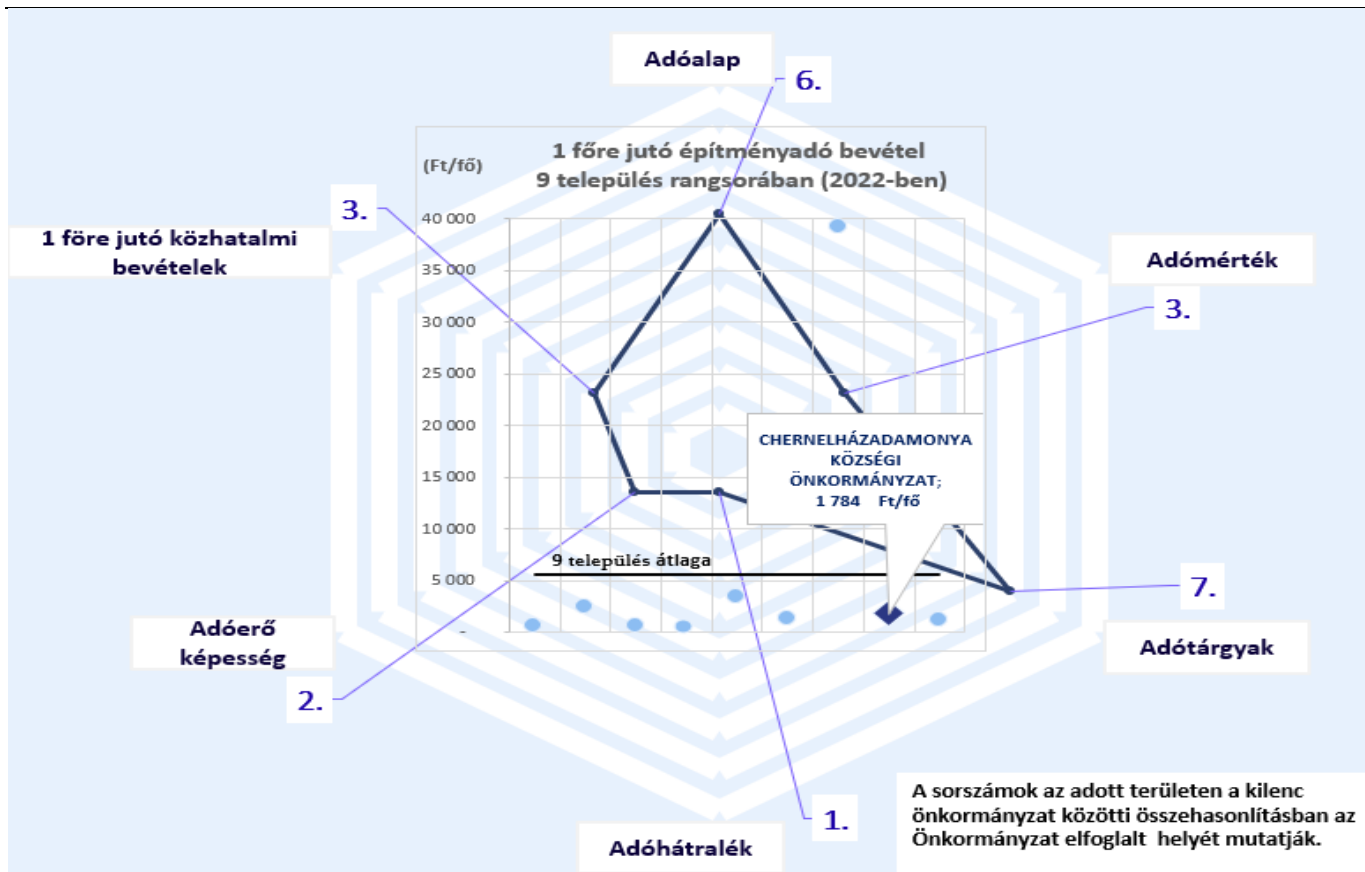 Adóalap
6.
1 főre jutó építményadó bevétel
9 település rangsorában (2022-ben)
(Ft/fő)
3.
1 före jutó közhatalmi
bevételek
Adómérték
3.
40 000
35 000
30 000
25 000
20 000
15 000
10 000
5 000
-
CHERNELHÁZADAMONYA
KÖZSÉGI
ÖNKORMÁNYZAT;
1 784 Ft/fő
9 település átlaga
7.
Adótárgyak
Adóerő
képesség
2.
1.
Adóhátralék
A sorszámok az adott területen a kilenc
önkormányzat közötti összehasonlításban az
Önkormányzat elfoglalt helyét mutatják.